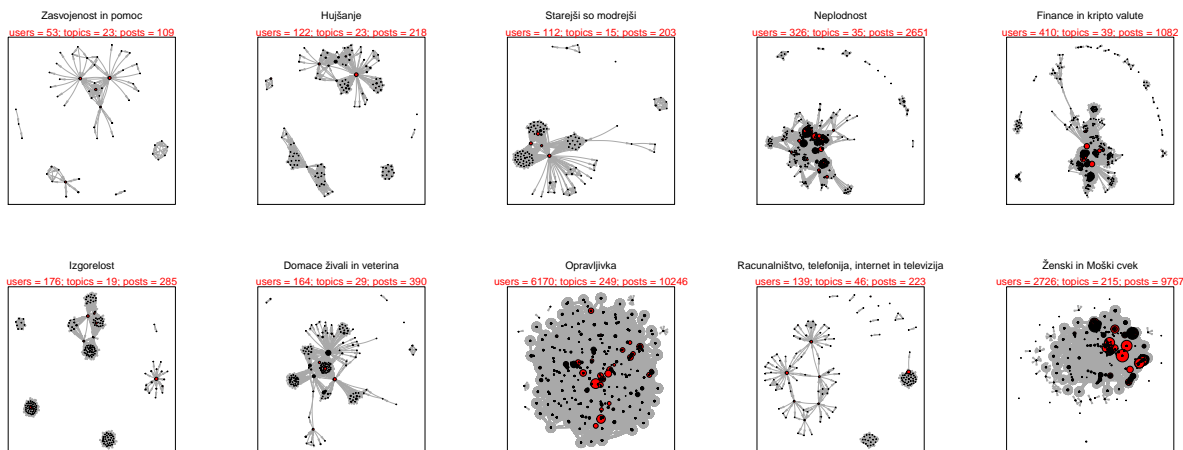 Zasvojenost in pomoc
users = 53; topics = 23; posts = 109
Hujšanje
users = 122; topics = 23; posts = 218
Starejši so modrejši
users = 112; topics = 15; posts = 203
Neplodnost
users = 326; topics = 35; posts = 2651
Finance in kripto valute
users = 410; topics = 39; posts = 1082
Izgorelost
users = 176; topics = 19; posts = 285
Domace živali in veterina
users = 164; topics = 29; posts = 390
Opravljivka
users = 6170; topics = 249; posts = 10246
Racunalništvo, telefonija, internet in televizija
users = 139; topics = 46; posts = 223
Ženski in Moški cvek
users = 2726; topics = 215; posts = 9767